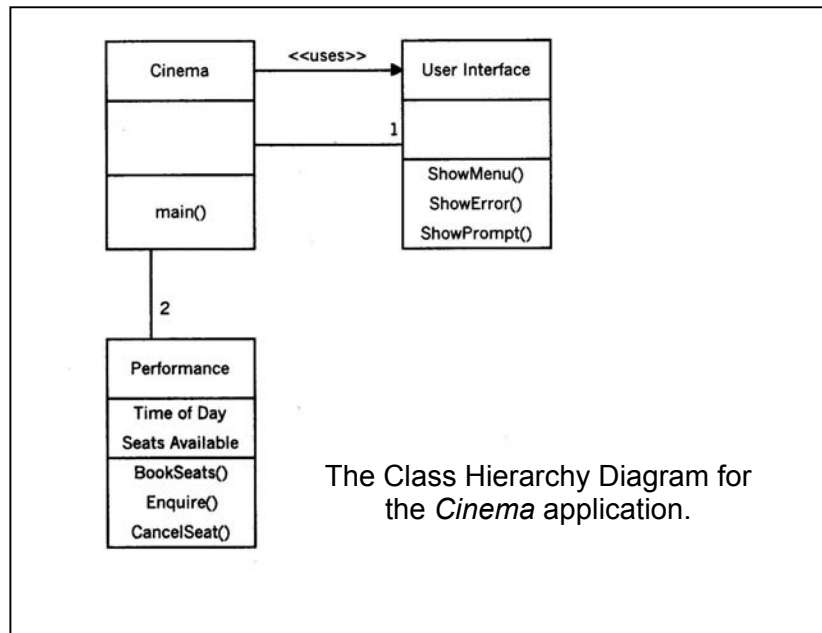 Cinema
<<uses>>
User Interface
1
main()
ShowMenu()
ShowError()
ShowPrompt()
2
Performance
Time of Day
Seats Available
BookSeats()
Enquire()
CancelSeat()
The Class Hierarchy Diagram for
the Cinema application.